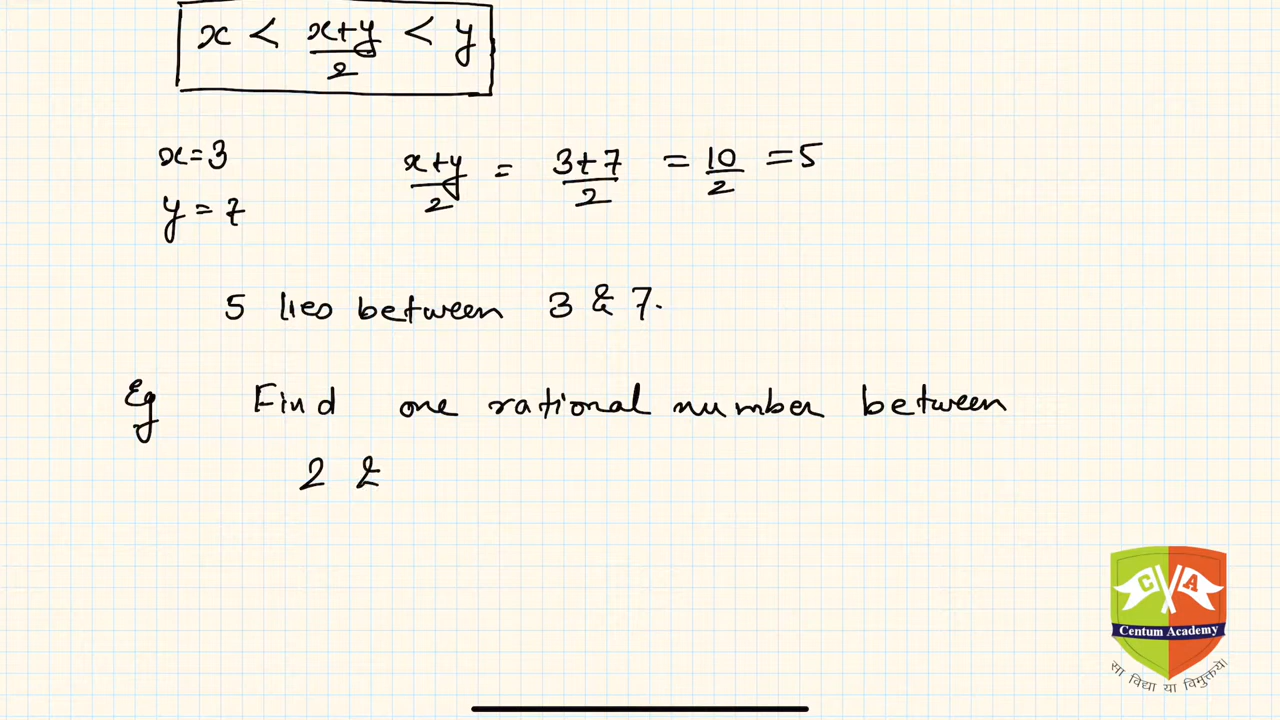 x < x+y/2 < y
x=3
x+y/2 = 3+7/2 = 10/2 =5
y = 7
5 lies between 3 & 7.
Eg Find one rational number between
2 &
C A
Centum Academy
सा विद्या या विमुक्तये